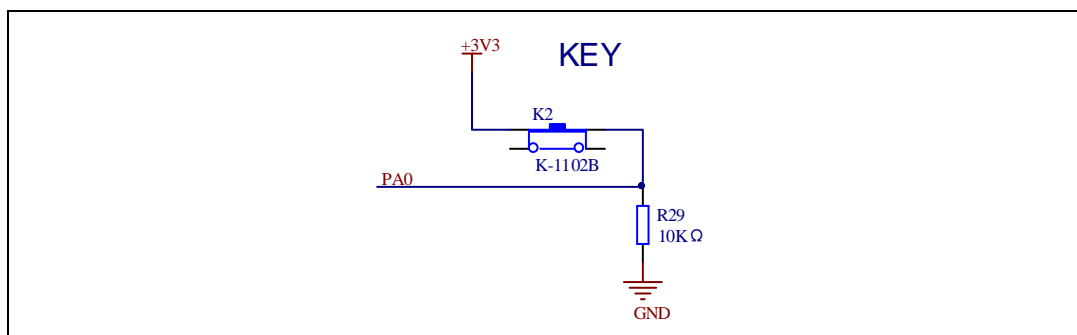 +3V3
KEY
K2
K-1102B
PA0
R29
10KΩ
GND